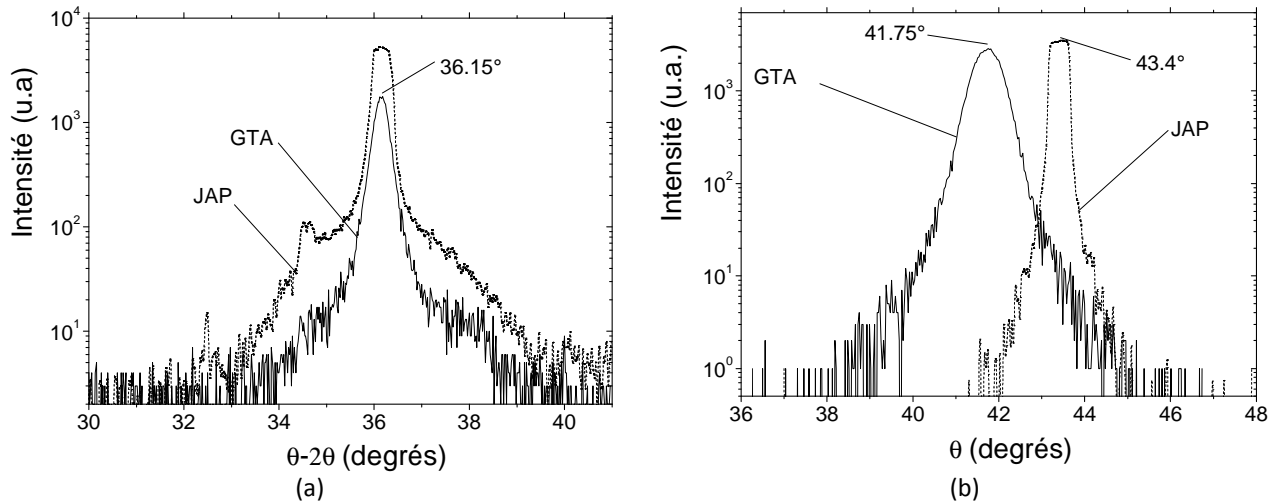 10⁴
10³
10²
10¹
Intensité (u.a)
36.15°
GTA
JAP
30 32 34 36 38 40
θ-2θ (degrés)
(a)
10³
10²
10¹
10⁰
Intensité (u.a.)
41.75°
43.4°
GTA
JAP
36 38 40 42 44 46 48
θ (degrés)
(b)